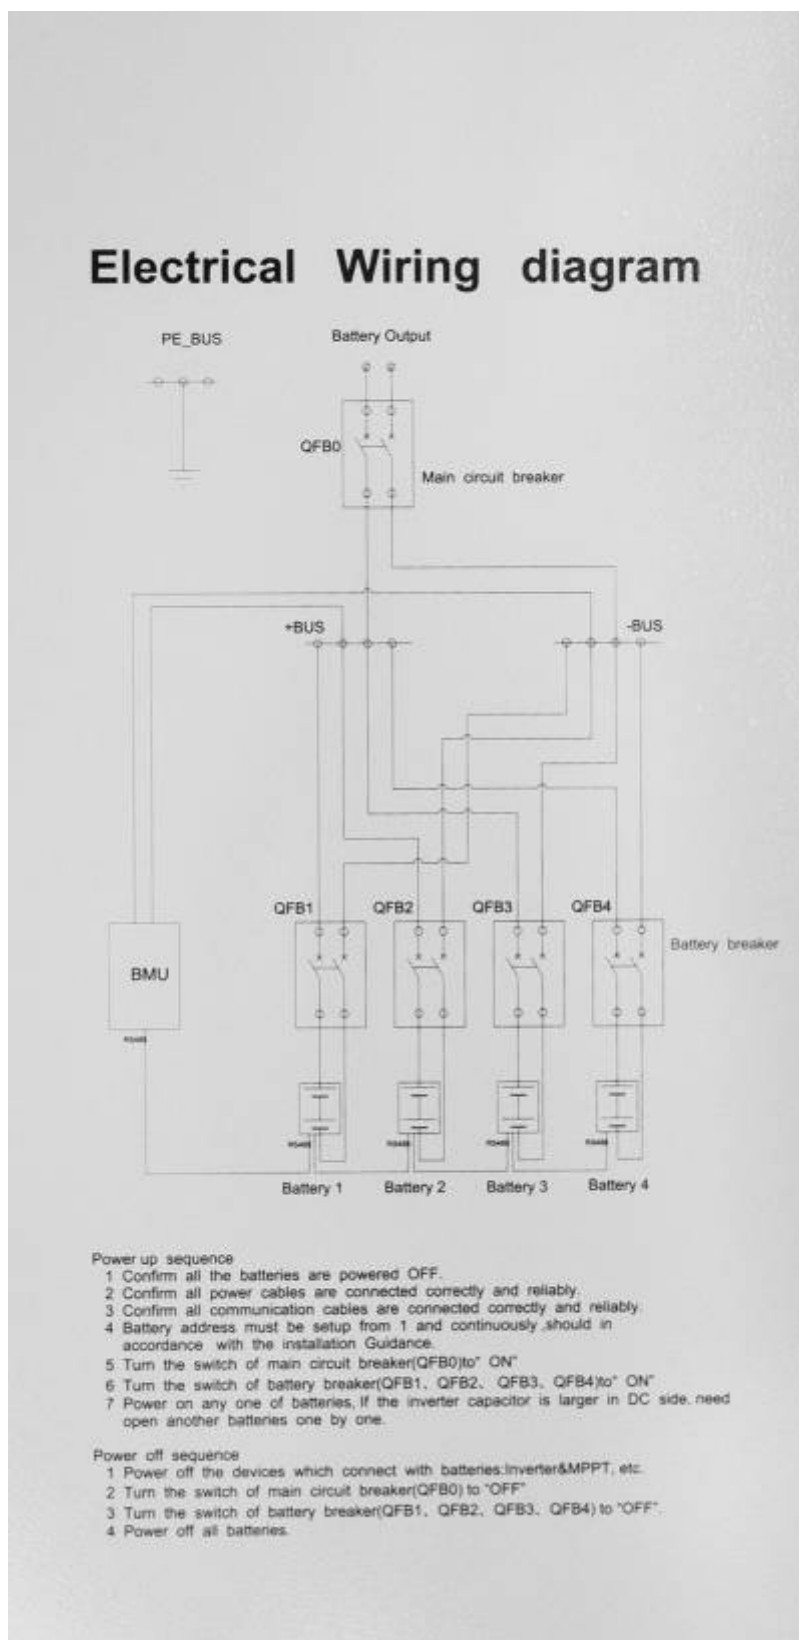 Electrical Wiring diagram
PE_BUS
Battery Output
QFB0
Main circuit breaker
+BUS
-BUS
QFB1
QFB2
QFB3
QFB4
Battery breaker
BMU
RS485
RS485
RS485
RS485
RS485
Battery 1
Battery 2
Battery 3
Battery 4
Power up sequence
1 Confirm all the batteries are powered OFF.
2 Confirm all power cables are connected correctly and reliably.
3 Confirm all communication cables are connected correctly and reliably.
4 Battery address must be setup from 1 and continuously ,should in
accordance with the installation Guidance.
5 Turn the switch of main circuit breaker(QFB0)to" ON"
6 Turn the switch of battery breaker(QFB1、QFB2、QFB3、QFB4)to" ON"
7 Power on any one of batteries, If the inverter capacitor is larger in DC side, need
open another batteries one by one.
Power off sequence
1 Power off the devices which connect with batteries:Inverter&MPPT, etc.
2 Turn the switch of main circuit breaker(QFB0) to "OFF"
3 Turn the switch of battery breaker(QFB1、QFB2、QFB3、QFB4) to "OFF".
4 Power off all batteries.